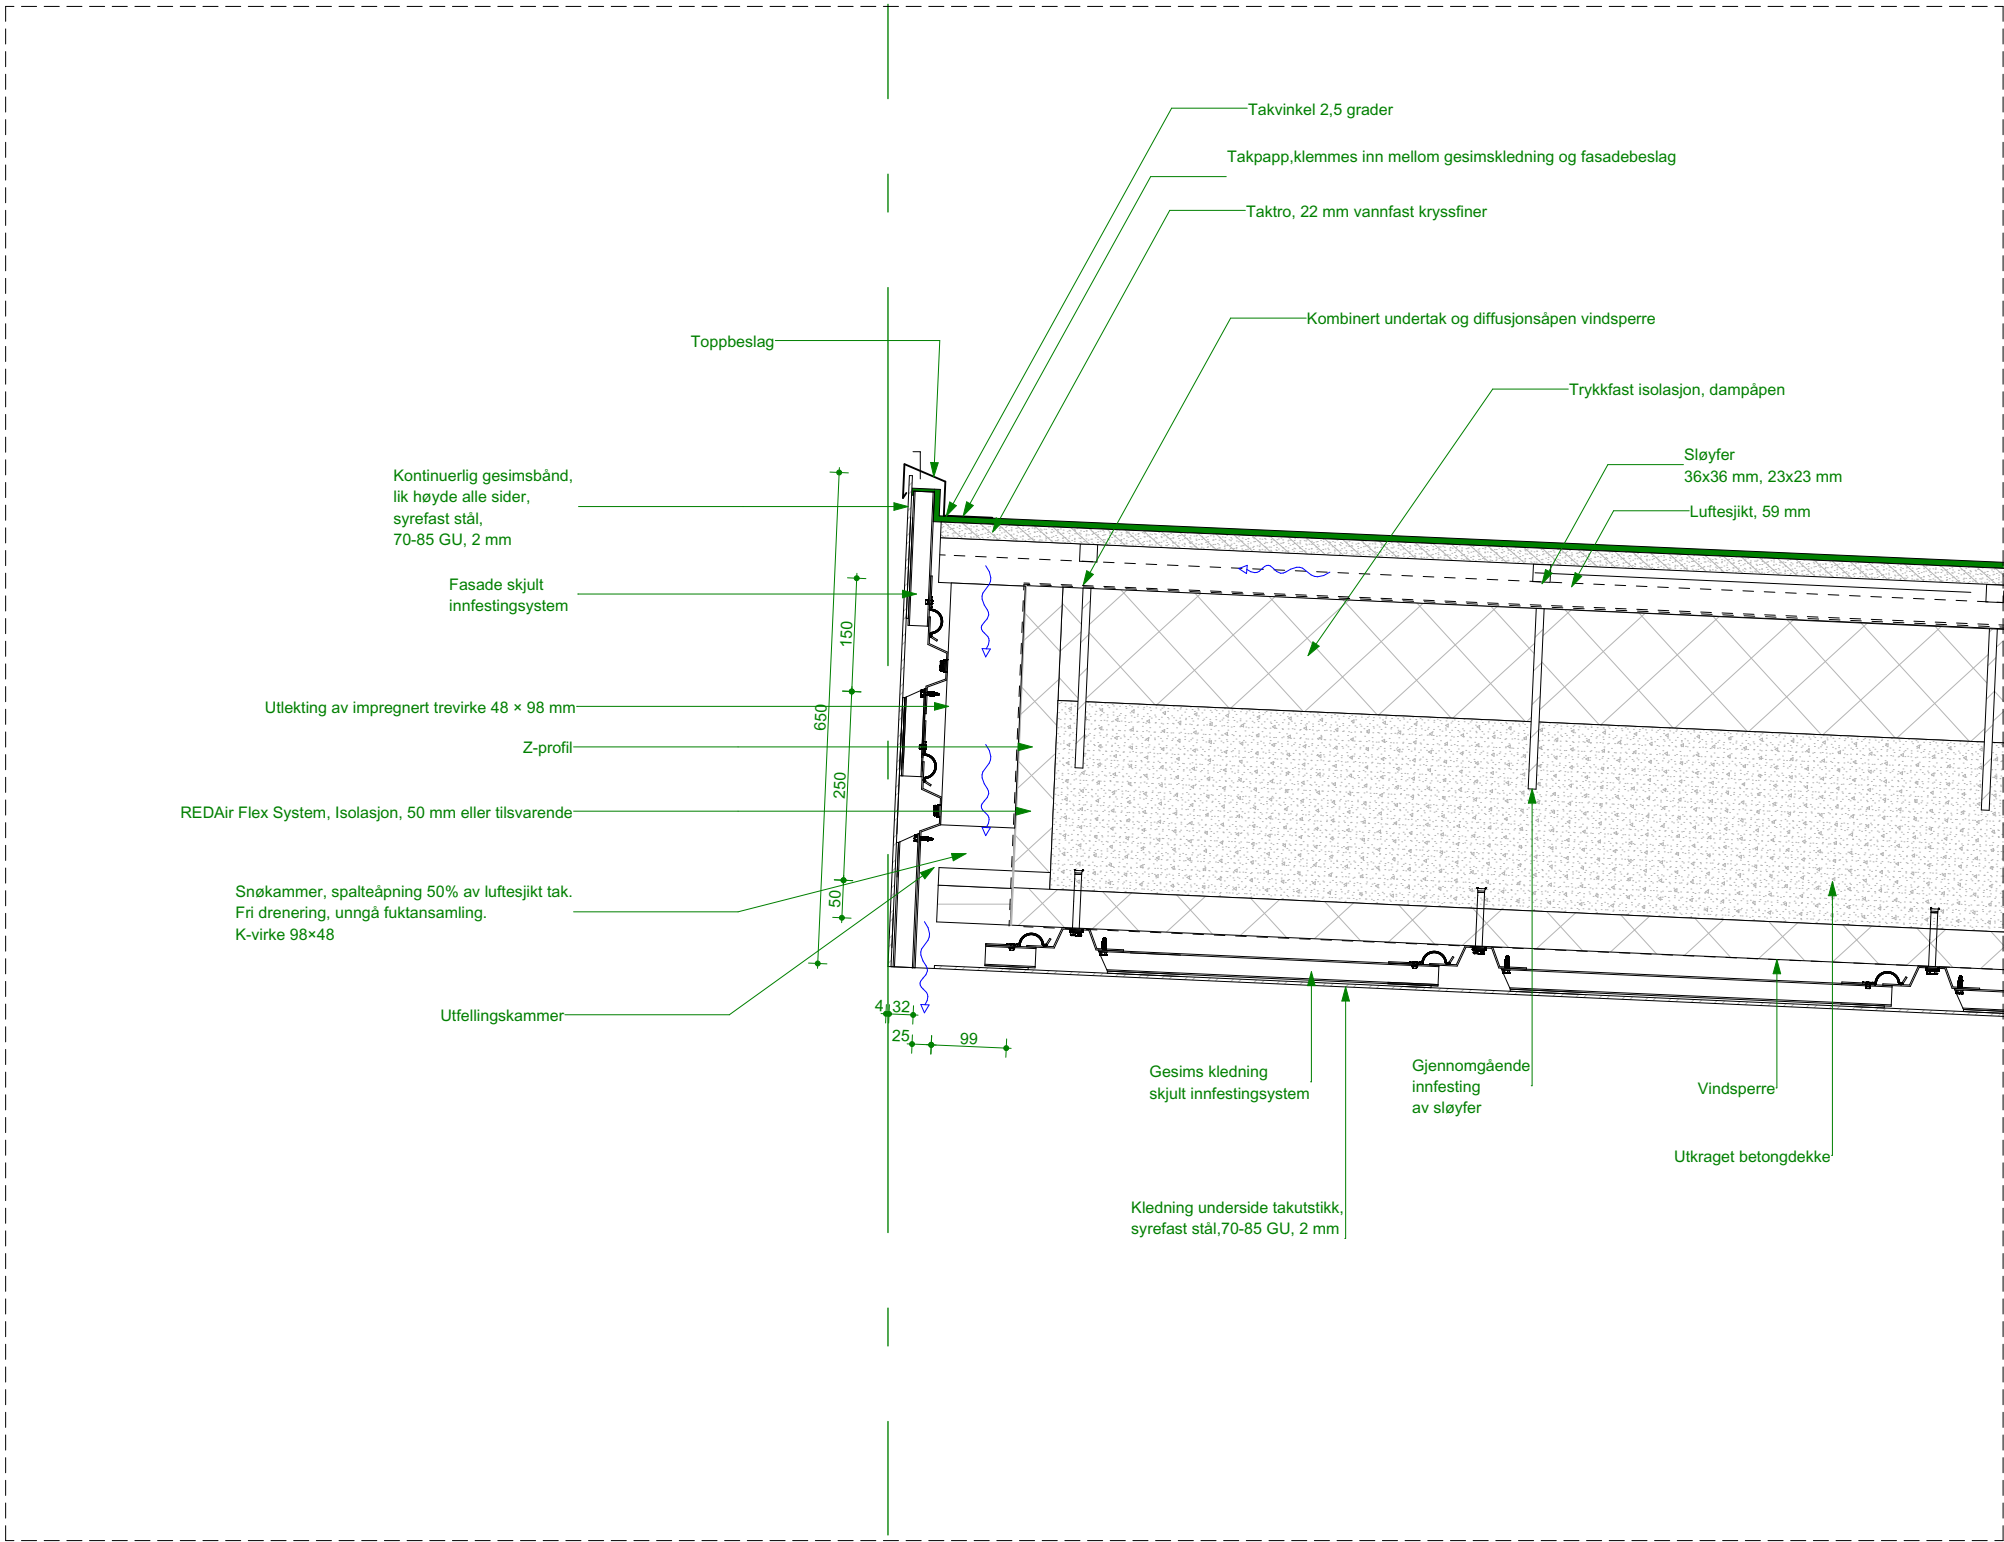 Takvinkel 2,5 grader
Takpapp,klemmes inn mellom gesimskledning og fasadebeslag
Taktro, 22 mm vannfast kryssfiner
Kombinert undertak og diffusjonsåpen vindsperre
Toppbeslag
Trykkfast isolasjon, dampåpen
Sløyfer
36x36 mm, 23x23 mm
Luftesjikt, 59 mm
Kontinuerlig gesimsbånd,
lik høyde alle sider,
syrefast stål,
70-85 GU, 2 mm
Fasade skjult
innfestingsystem
150
650
Utlekting av impregnert trevirke 48 × 98 mm
Z-profil
250
REDAir Flex System, Isolasjon, 50 mm eller tilsvarende
Snøkammer, spalteåpning 50% av luftesjikt tak.
Fri drenering, unngå fuktansamling.
K-virke 98×48
50
Utfellingskammer
4 32
25 99
Gesims kledning
skjult innfestingsystem
Gjennomgående
innfesting
av sløyfer
Vindsperre
Utkraget betongdekke
Kledning underside takutstikk,
syrefast stål,70-85 GU, 2 mm